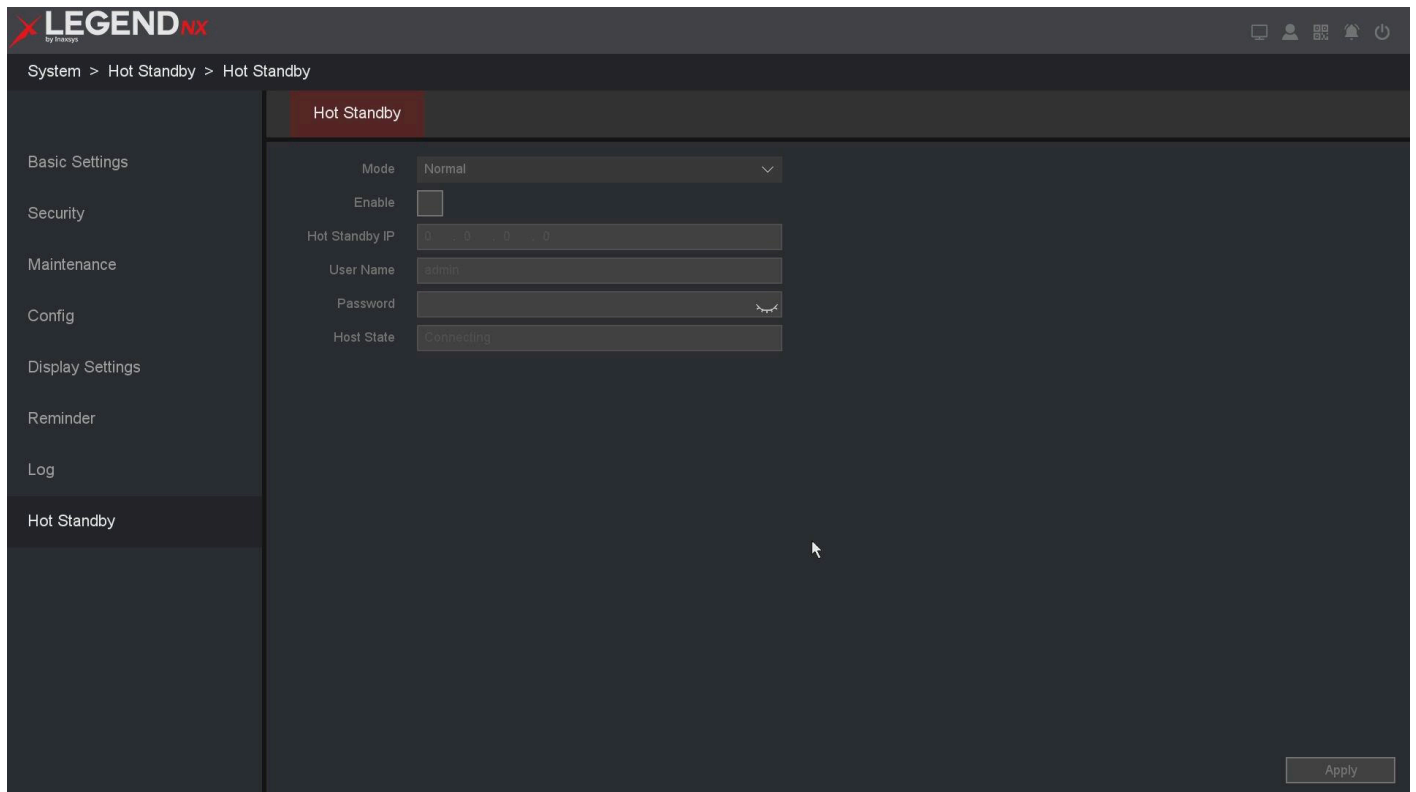 LEGENDNX
by Inaxsys
System > Hot Standby > Hot Standby
Hot Standby
Basic Settings
Security
Maintenance
Config
Display Settings
Reminder
Log
Hot Standby
Mode Normal
Enable
Hot Standby IP 0 . 0 . 0 . 0
User Name admin
Password
Host State Connecting
Apply